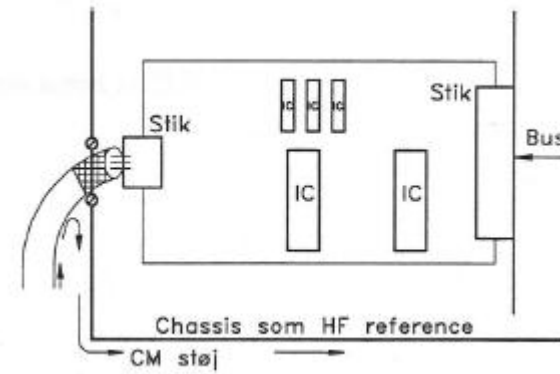 Stik
IC IC IC
Stik
Bus
IC
IC
Chassis som HF reference
CM støj